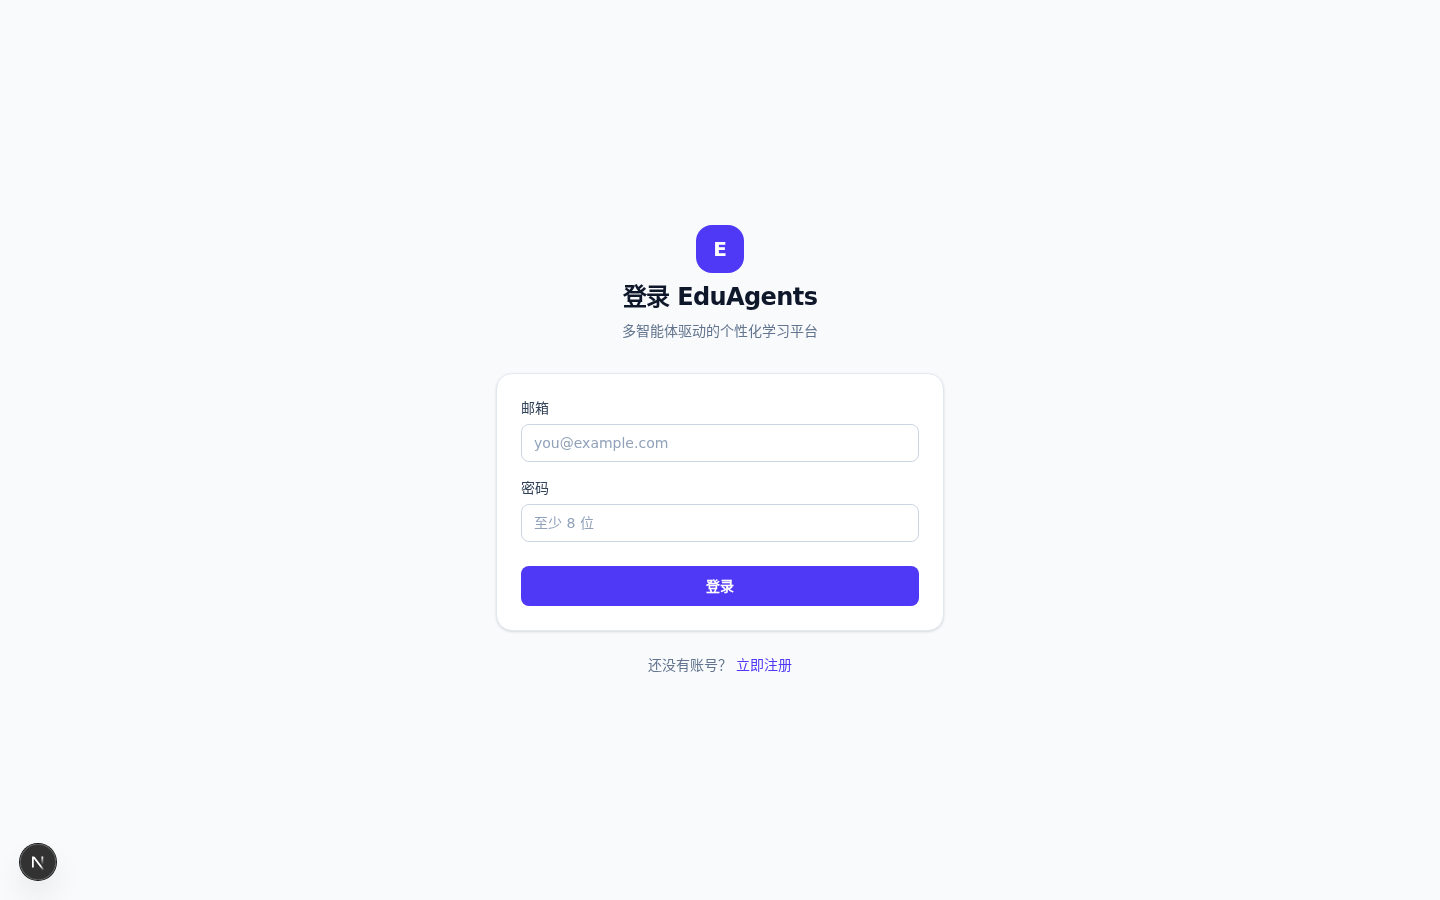 E
登录 EduAgents
多智能体驱动的个性化学习平台
邮箱
you@example.com
密码
至少 8 位
登录
还没有账号？ 立即注册
N